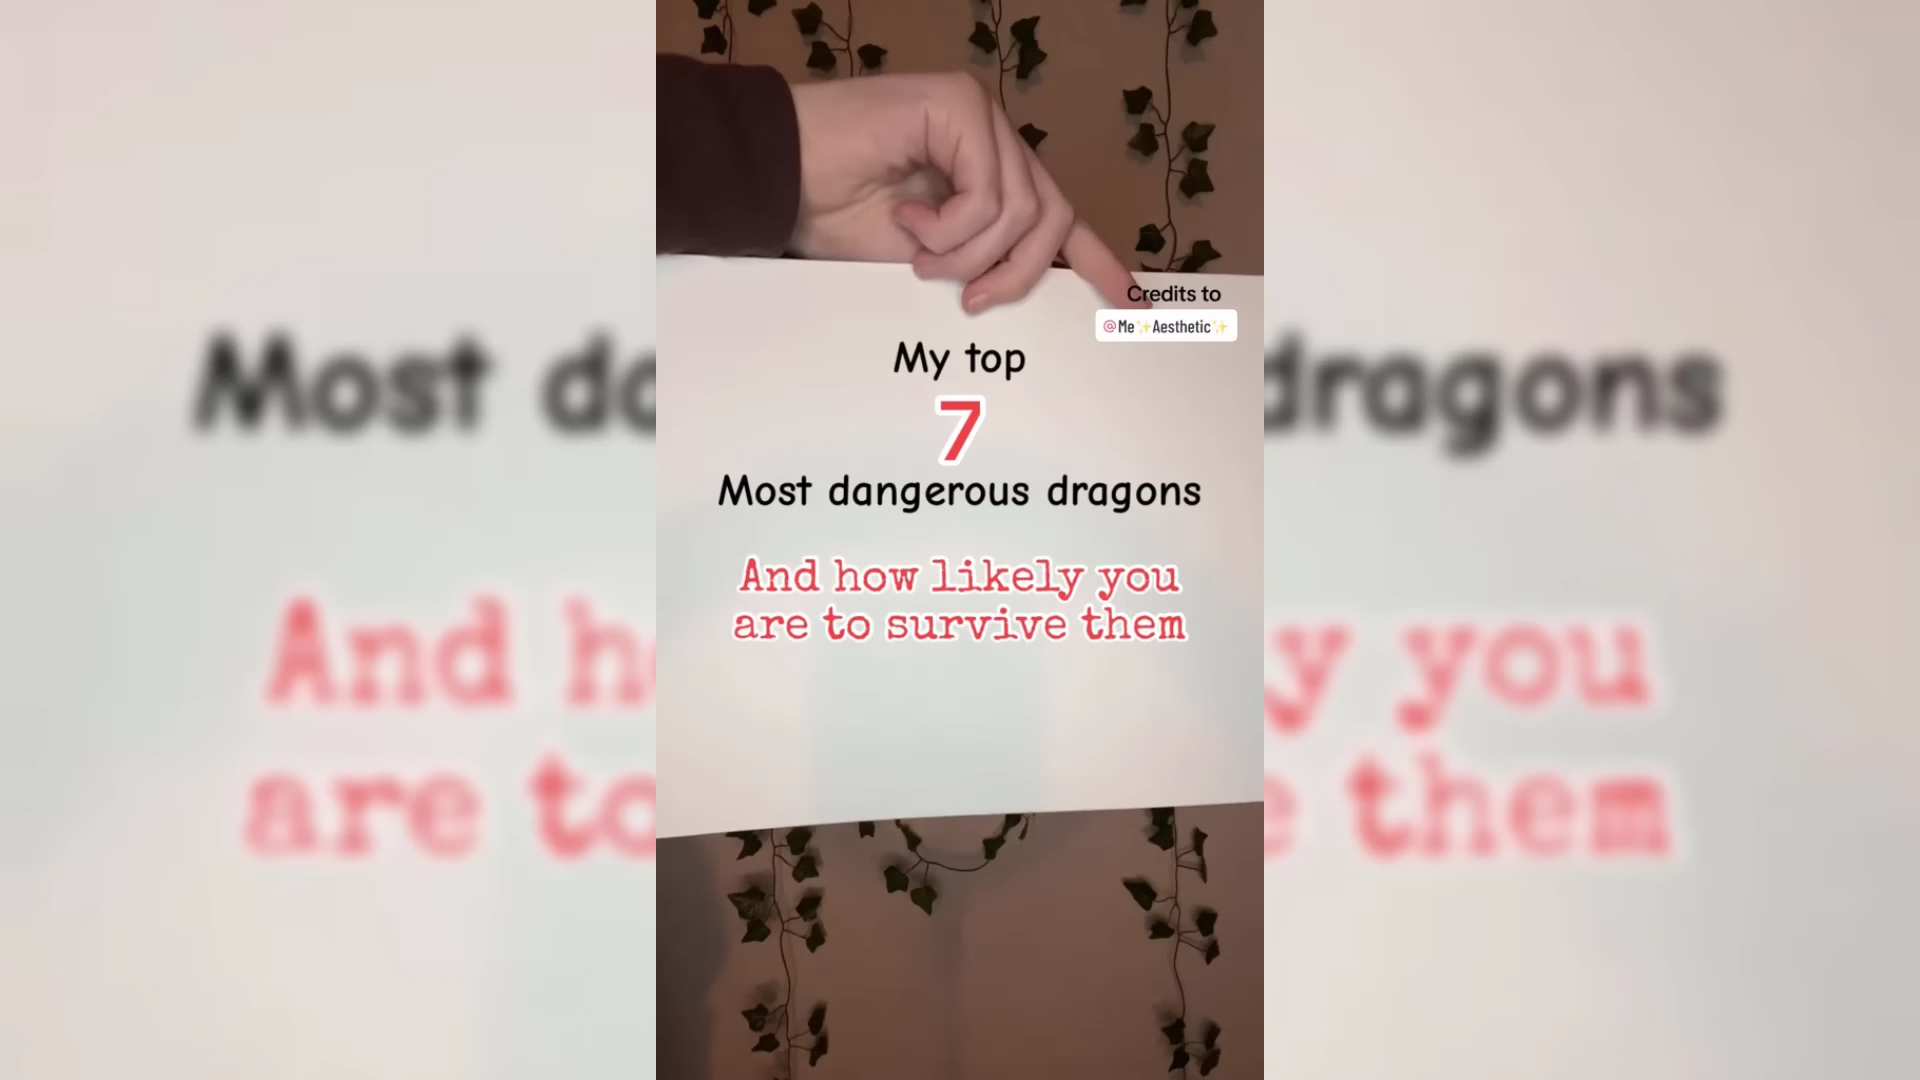 Credits to
@Me✨Aesthetic✨
My top
7
Most dangerous dragons
And how likely you
are to survive them